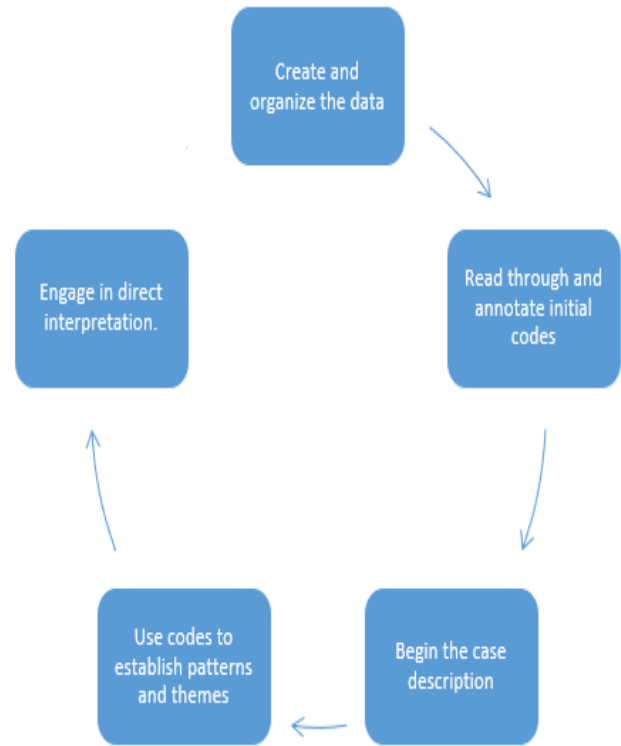 Create and
organize the data
Read through and
annotate initial
codes
Begin the case
description
Use codes to
establish patterns
and themes
Engage in direct
interpretation.